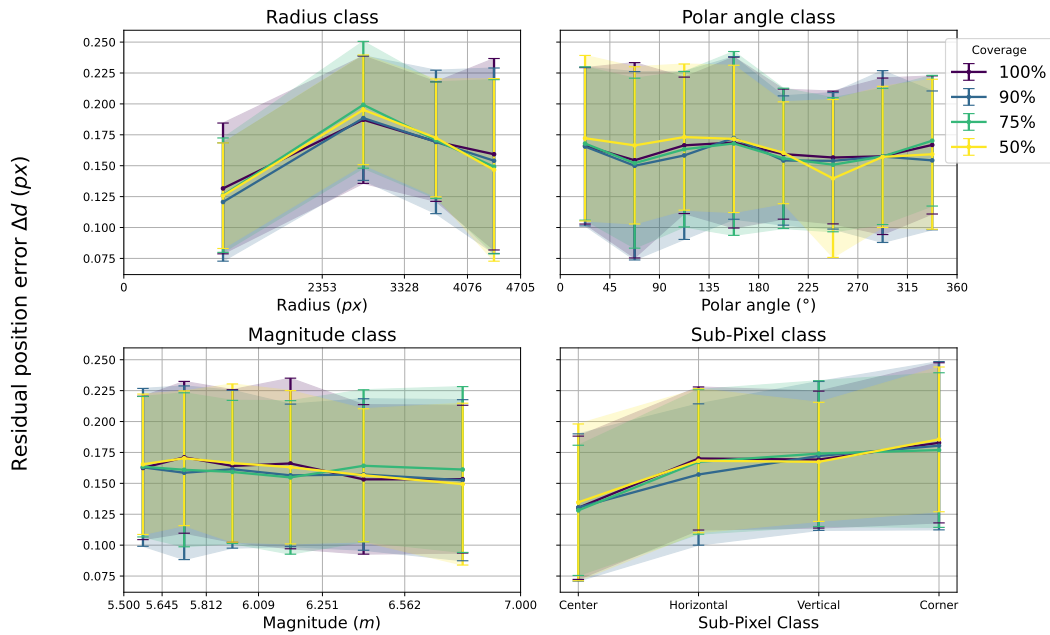 Radius class
Polar angle class
0.250
0.225
0.200
0.175
0.150
0.125
0.100
0.075
0 2353 3328 4076 4705
0 45 90 135 180 225 270 315 360
Radius (px)
Polar angle (°)
Coverage
100%
90%
75%
50%
Residual position error Δd (px)
Magnitude class
Sub-Pixel class
0.250
0.225
0.200
0.175
0.150
0.125
0.100
0.075
5.500 5.645 5.812 6.009 6.251 6.562 7.000
Center Horizontal Vertical Corner
Magnitude (m)
Sub-Pixel Class